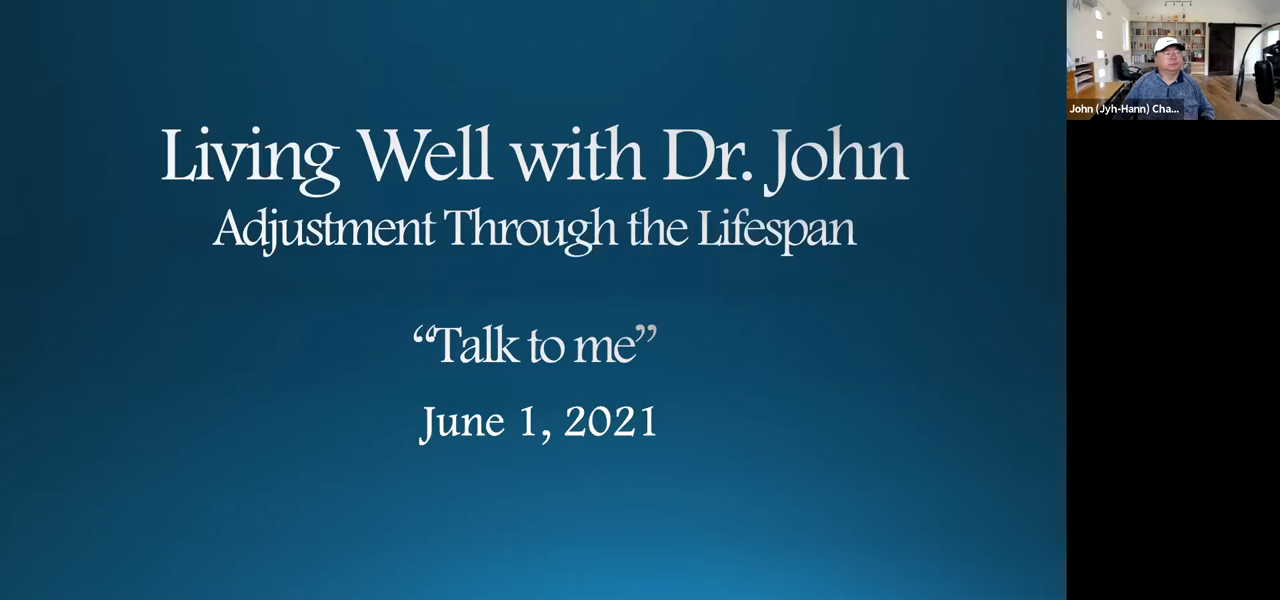 Living Well with Dr. John
Adjustment Through the Lifespan
“Talk to me”
June 1, 2021
John (Jyh-Hann) Cha...